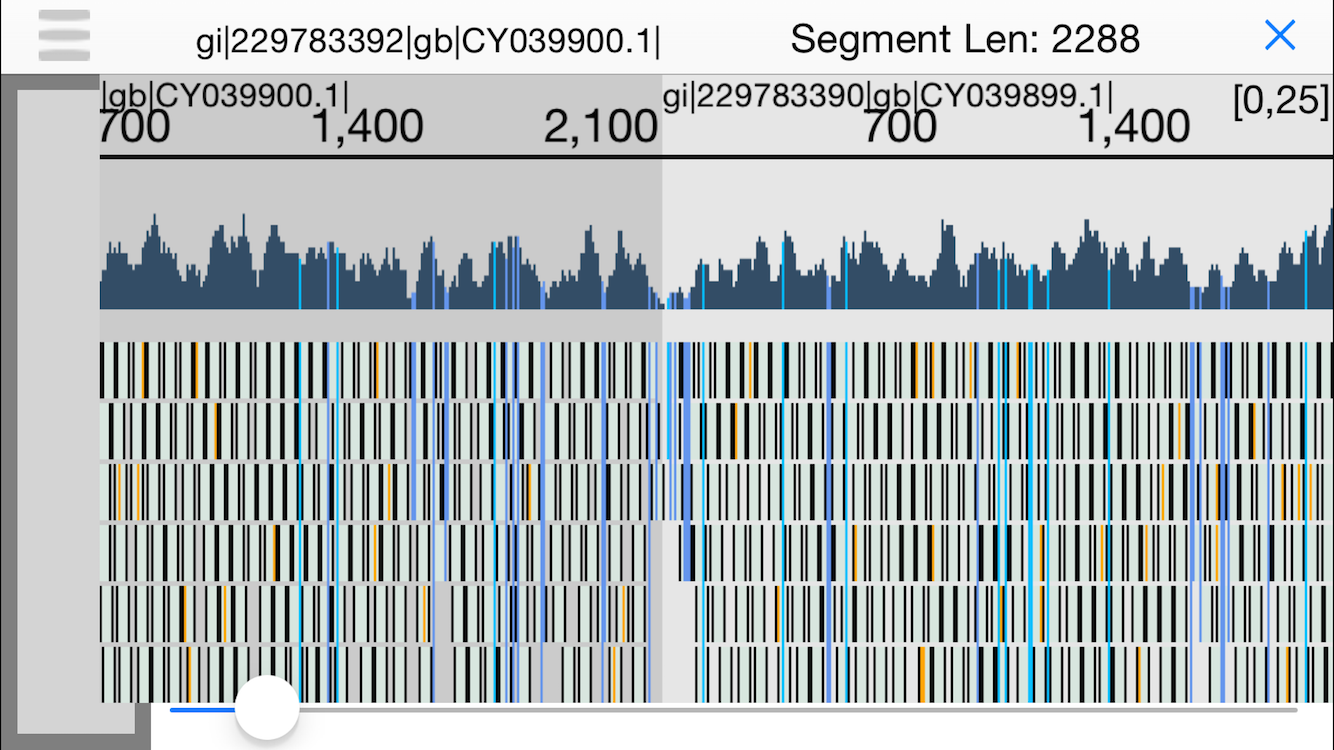 gi|229783392|gb|CY039900.1| Segment Len: 2288
|gb|CY039900.1| gi|229783390|gb|CY039899.1| [0,25]
700 1,400 2,100 700 1,400